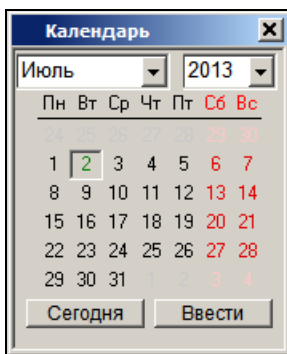 Календарь
Июль 2013
Пн Вт Ср Чт Пт Сб Вс
24 25 26 27 28 29 30
1 2 3 4 5 6 7
8 9 10 11 12 13 14
15 16 17 18 19 20 21
22 23 24 25 26 27 28
29 30 31 1 2 3 4
Сегодня Ввести